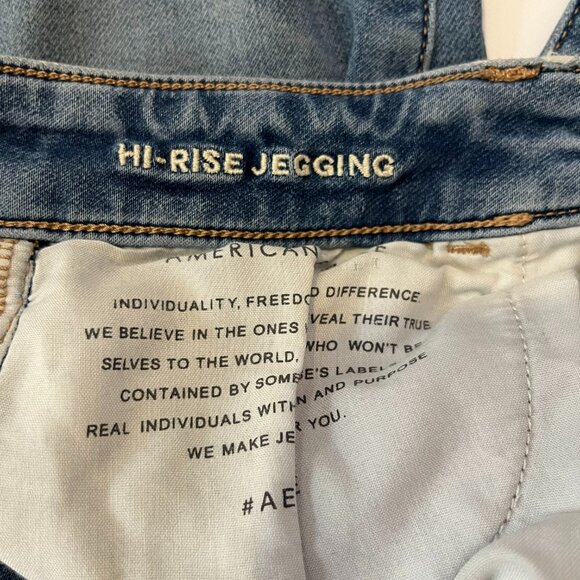 HI-RISE JEGGING
AMERICAN
INDIVIDUALITY, FREEDO D DIFFERENCE
WE BELIEVE IN THE ONES VEAL THEIR TRUE
SELVES TO THE WORLD, WHO WON'T BE
CONTAINED BY SOME E'S LABEL
REAL INDIVIDUALS WITH AND PURPOSE
WE MAKE JE YOU.
#AE